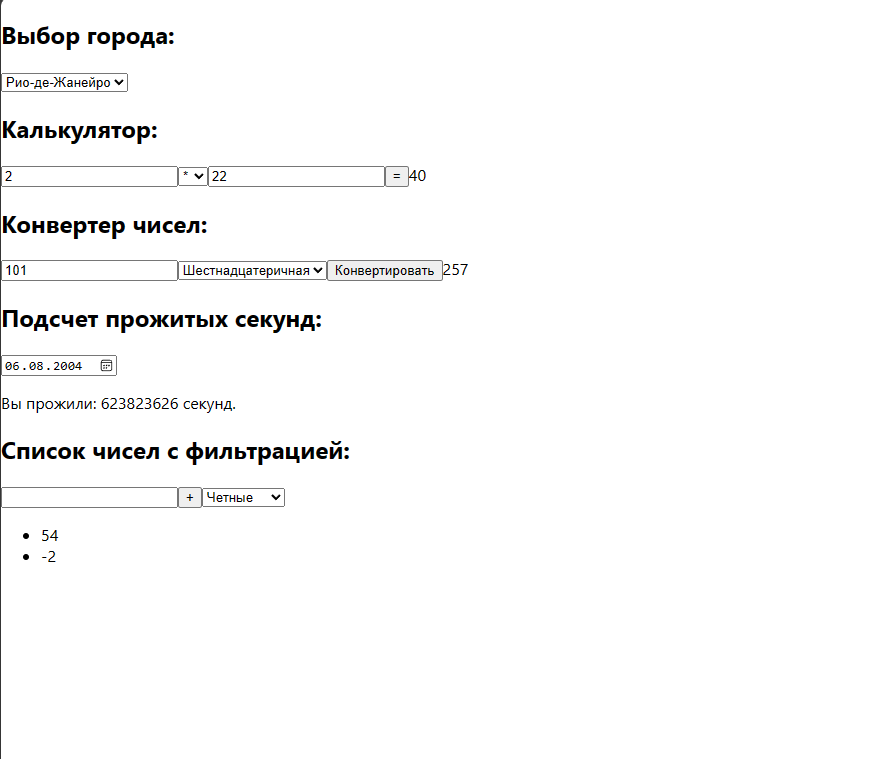 Выбор города:
Рио-де-Жанейро
Калькулятор:
2 * 22 = 40
Конвертер чисел:
101 Шестнадцатеричная Конвертировать 257
Подсчет прожитых секунд:
06.08.2004
Вы прожили: 623823626 секунд.
Список чисел с фильтрацией:
+ Четные
54
-2